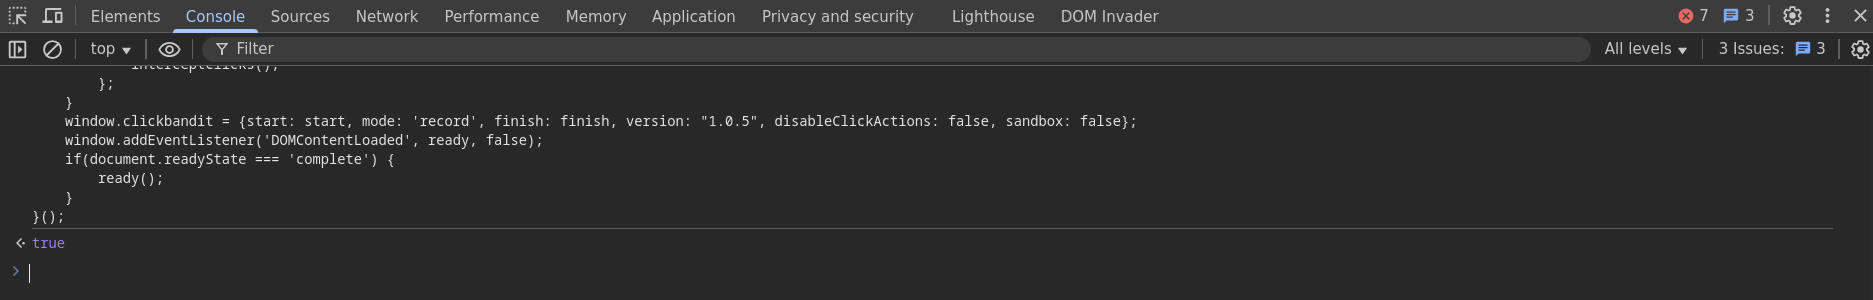 Elements Console Sources Network Performance Memory Application Privacy and security Lighthouse DOM Invader 7 3
top Filter All levels 3 Issues: 3
interceptClicks();
};
}
window.clickbandit = {start: start, mode: 'record', finish: finish, version: "1.0.5", disableClickActions: false, sandbox: false};
window.addEventListener('DOMContentLoaded', ready, false);
if(document.readyState === 'complete') {
ready();
}
}();
true